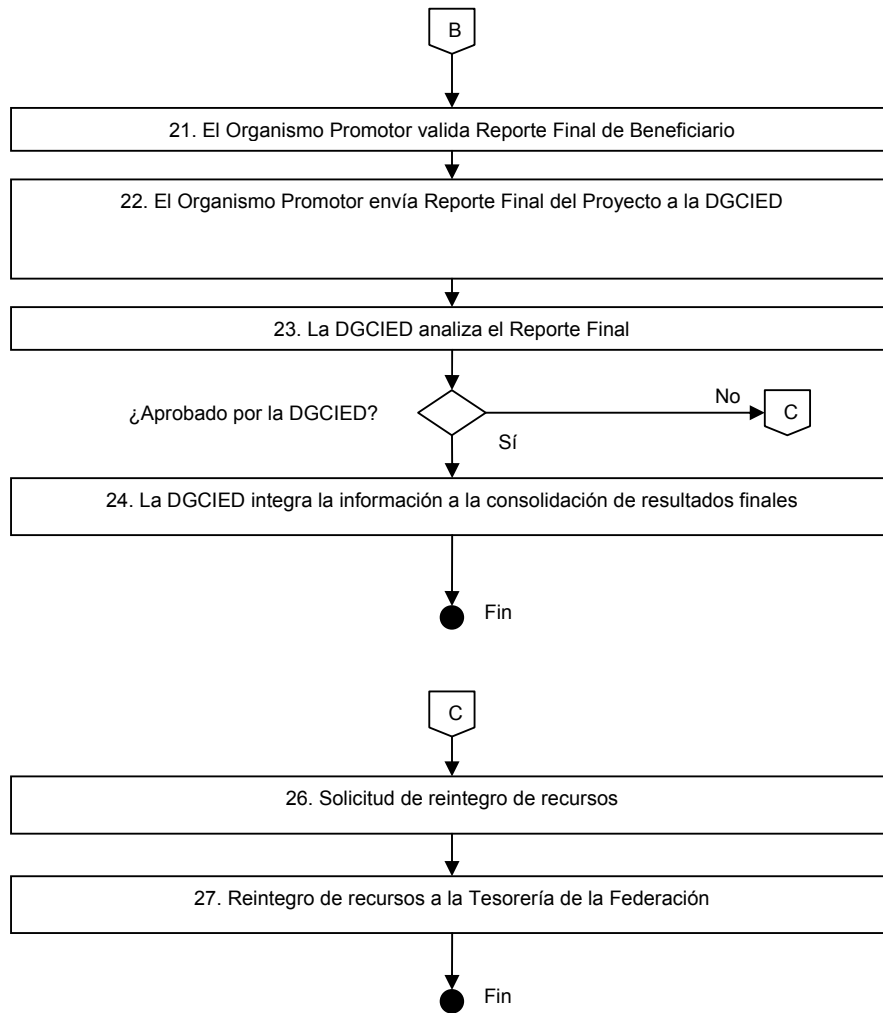 B
21. El Organismo Promotor valida Reporte Final de Beneficiario
22. El Organismo Promotor envía Reporte Final del Proyecto a la DGCIED
23. La DGCIED analiza el Reporte Final
¿Aprobado por la DGCIED?
No
C
Sí
24. La DGCIED integra la información a la consolidación de resultados finales
Fin
C
26. Solicitud de reintegro de recursos
27. Reintegro de recursos a la Tesorería de la Federación
Fin